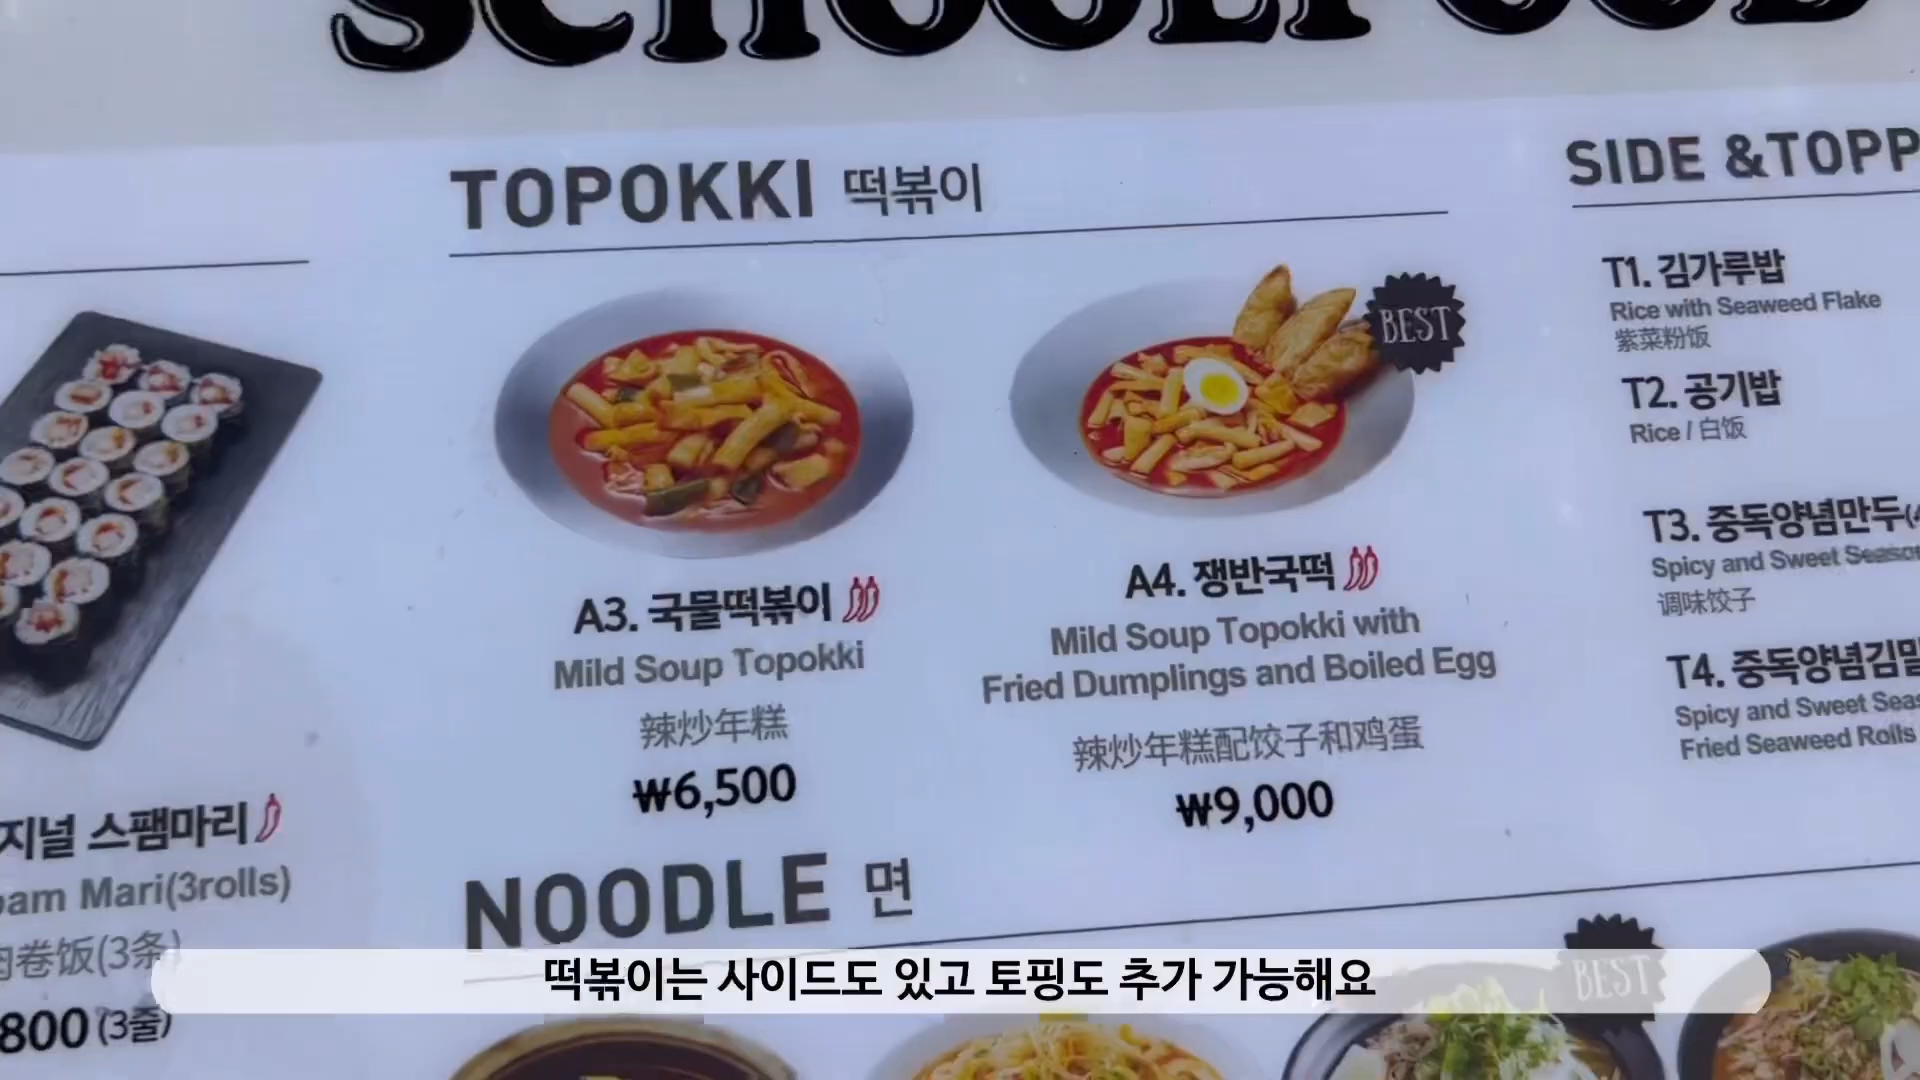 SCHOOLFOOD
TOPOKKI 떡볶이
BEST
A3. 국물떡볶이
Mild Soup Topokki
辣炒年糕
₩6,500
A4. 쟁반국떡
Mild Soup Topokki with
Fried Dumplings and Boiled Egg
辣炒年糕配饺子和鸡蛋
₩9,000
SIDE &TOPP
T1. 김가루밥
Rice with Seaweed Flake
紫菜粉饭
T2. 공기밥
Rice / 白饭
T3. 중독양념만두
Spicy and Sweet
调味饺子
T4. 중독양념김말
Spicy and Sweet Seas
Fried Seaweed Rolls
지널 스팸마리
pam Mari(3rolls)
卷饭(3条)
800 (3줄)
NOODLE 면
BEST
떡볶이는 사이드도 있고 토핑도 추가 가능해요